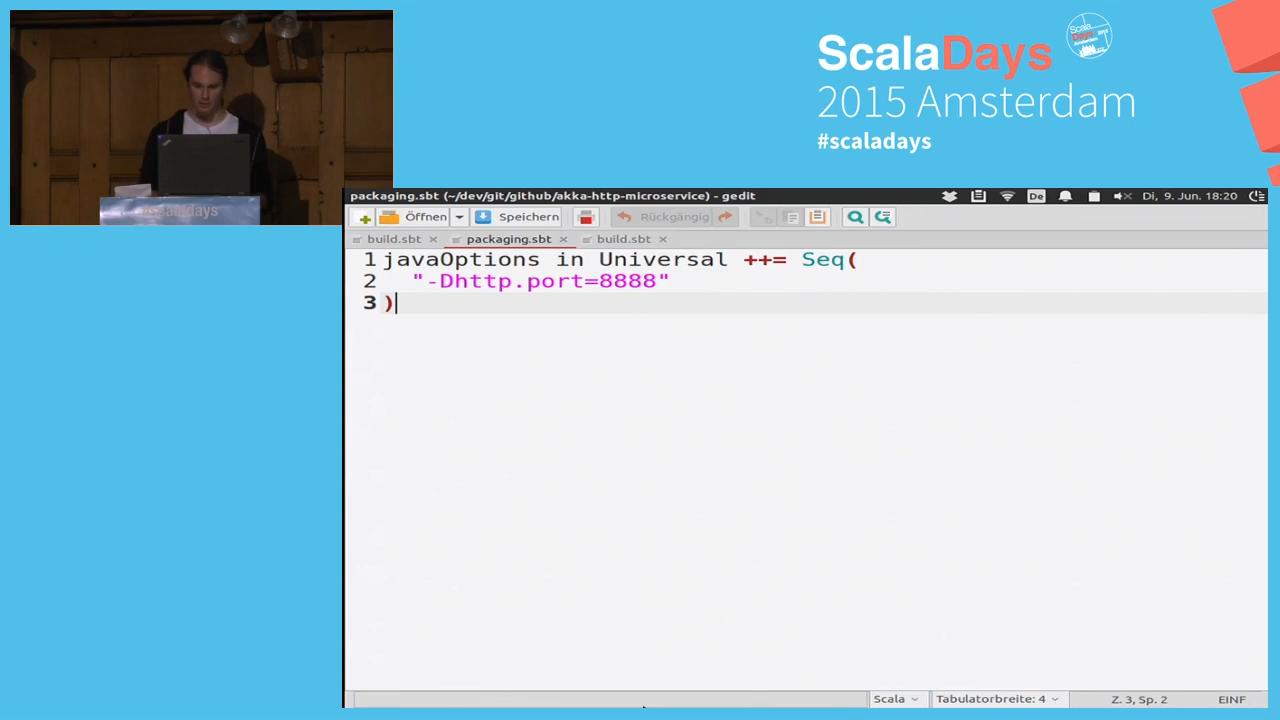 ScalaDays
2015 Amsterdam
#scaladays
#scaladays
packaging.sbt (~/dev/git/github/akka-http-microservice) - gedit
De
Di, 9. Jun. 18:20
Öffnen
Speichern
Rückgängig
build.sbt
packaging.sbt
build.sbt
1 javaOptions in Universal ++= Seq(
2 "-Dhttp.port=8888"
3 )
Scala
Tabulatorbreite: 4
Z. 3, Sp. 2
EINF